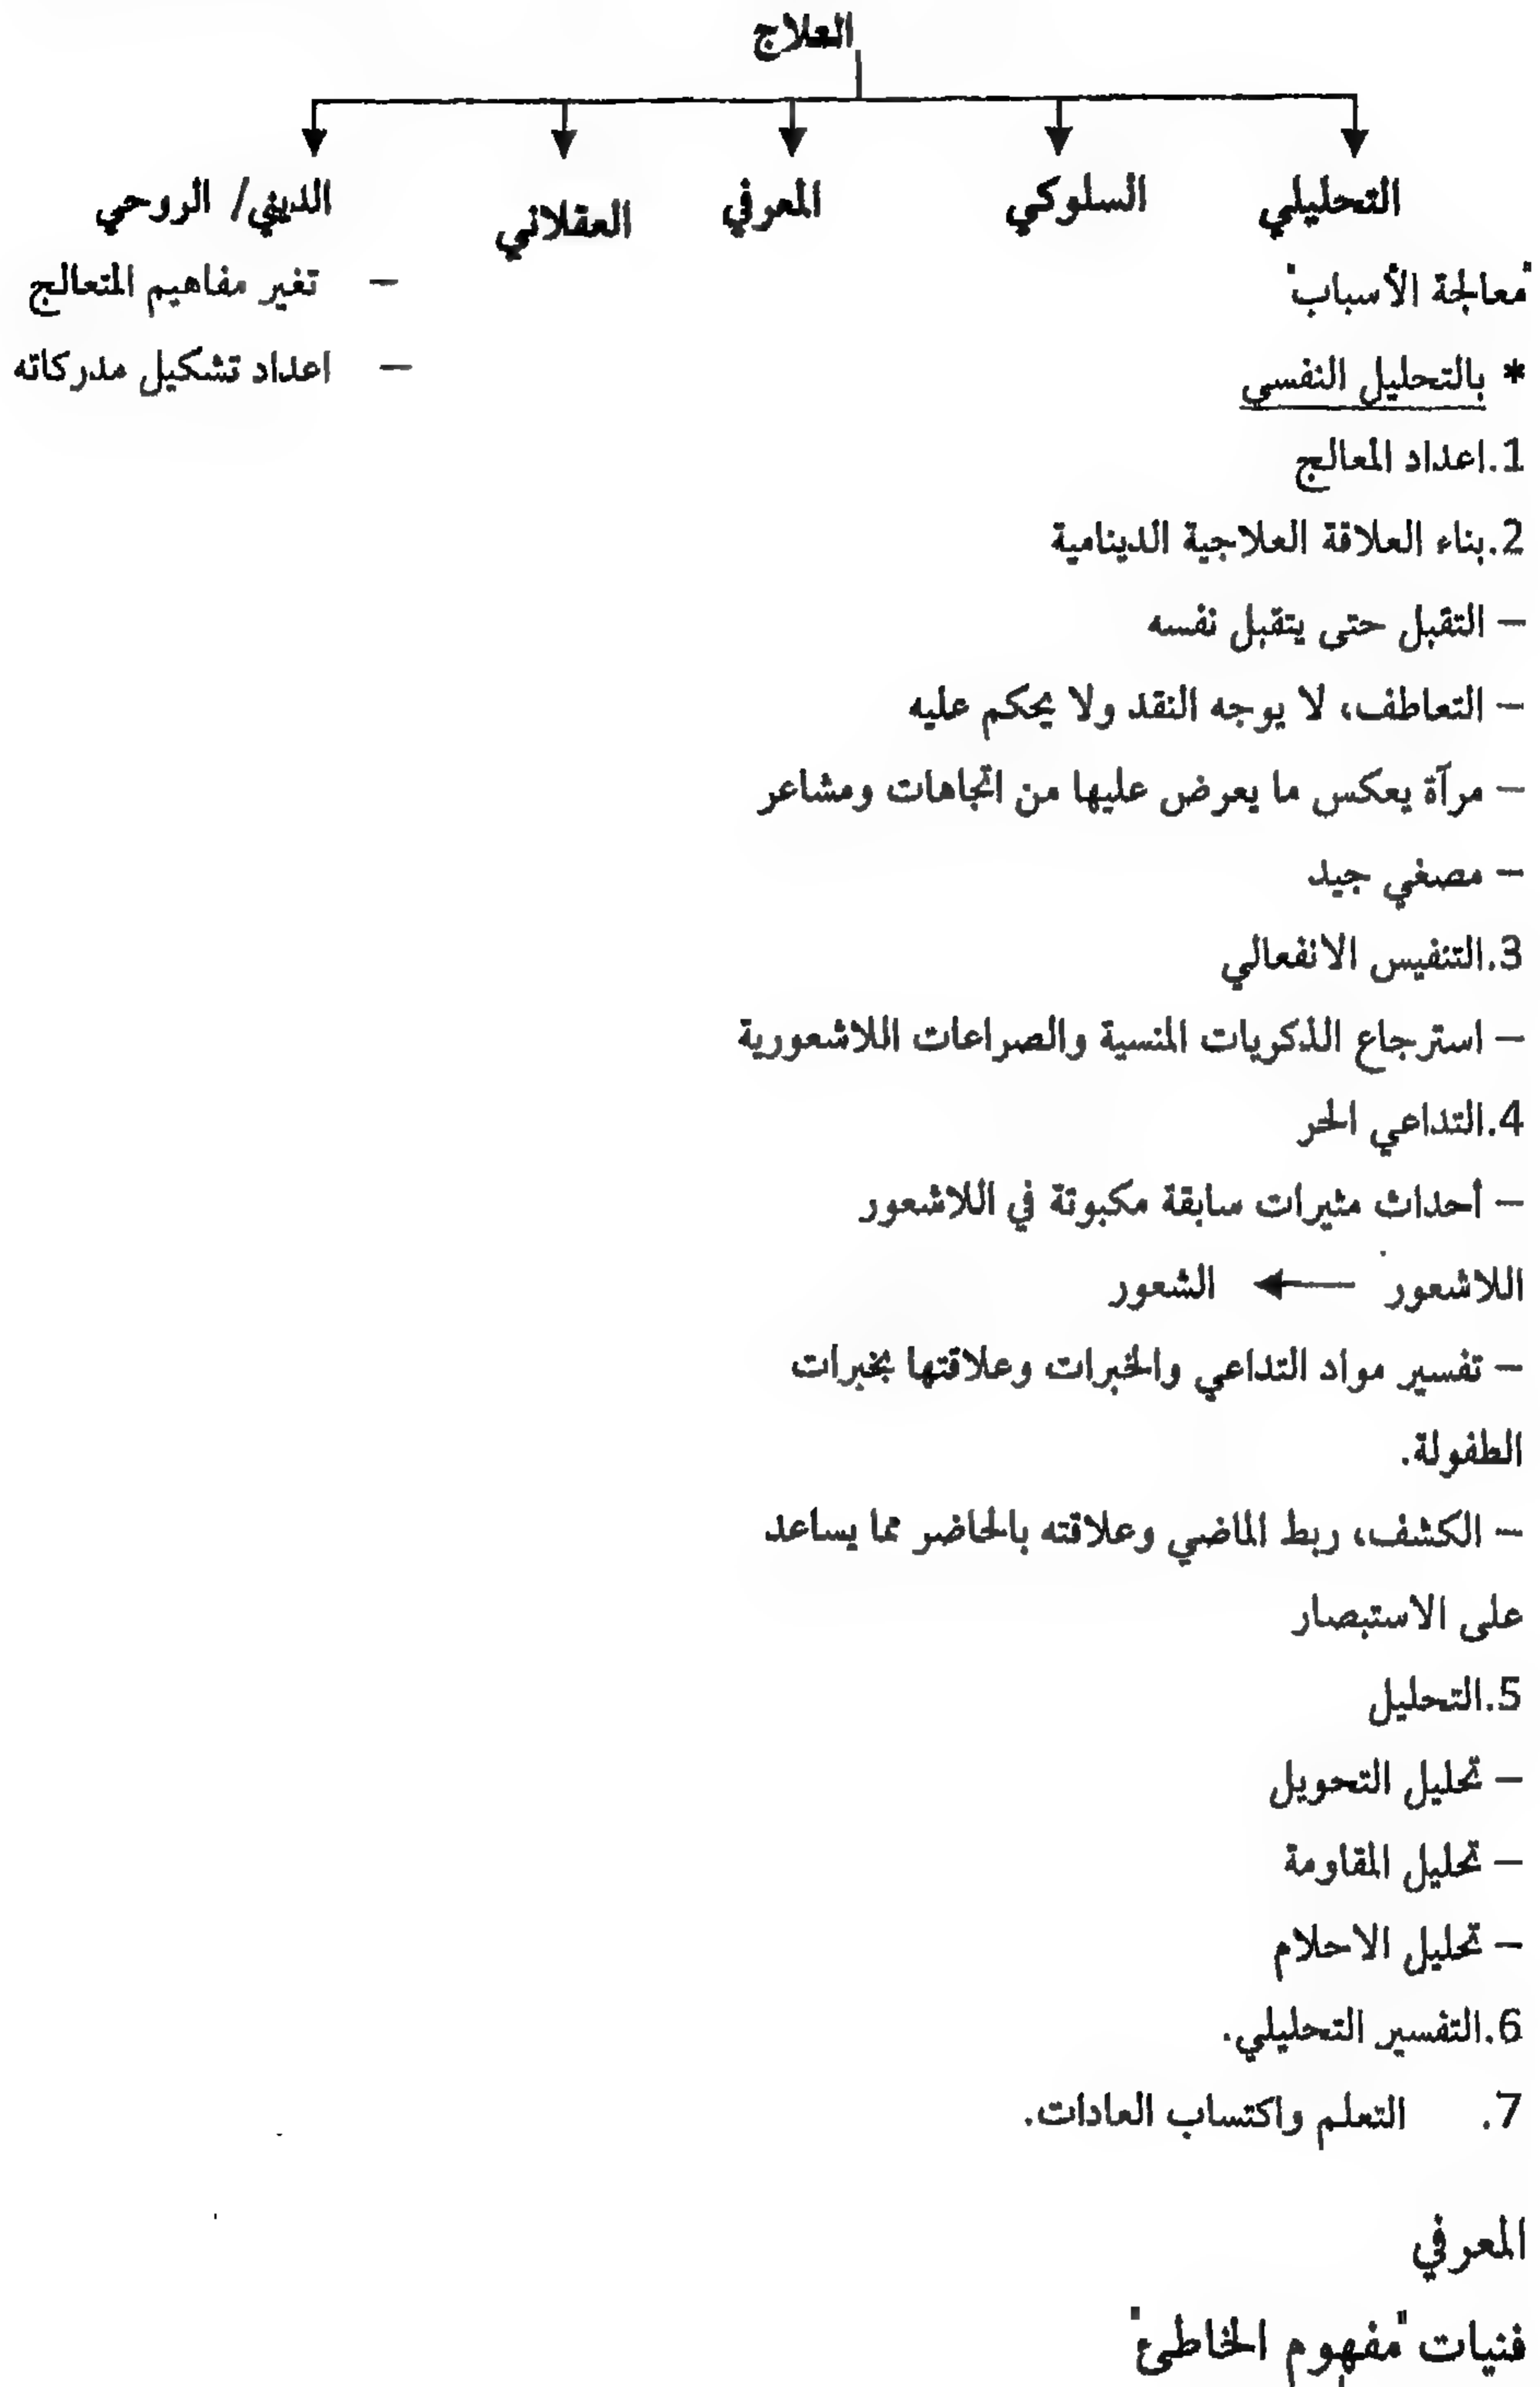 العلاج
التحليلي السلوكي المعرفي العقلاني الديني/ الروحي
"معالجة الأسباب" – تغير مفاهيم المتعالج
* بالتحليل النفسي – اعداد تشكيل مدركاته
1.اعداد المعالج
2.بناء العلاقة العلاجية الدينامية
– التقبل حتى يتقبل نفسه
– التعاطف، لا يوجه النقد ولا يحكم عليه
– مرآة يعكس ما يعرض عليها من اتجاهات ومشاعر
– مصغي جيد
3.التنفيس الانفعالي
– استرجاع الذكريات المنسية والصراعات اللاشعورية
4.التداعي الحر
– أحداث مثيرات سابقة مكبوتة في اللاشعور
اللاشعور ← الشعور
– تفسير مواد التداعي والخبرات وعلاقتها بخبرات
الطفولة.
– الكشف، ربط الماضي وعلاقته بالحاضر مما يساعد
على الاستبصار
5.التحليل
– تحليل التحويل
– تحليل المقاومة
– تحليل الاحلام
6.التفسير التحليلي.
7. التعلم واكتساب العادات.
المعرفي
فنيات "مفهوم الخاطئ"